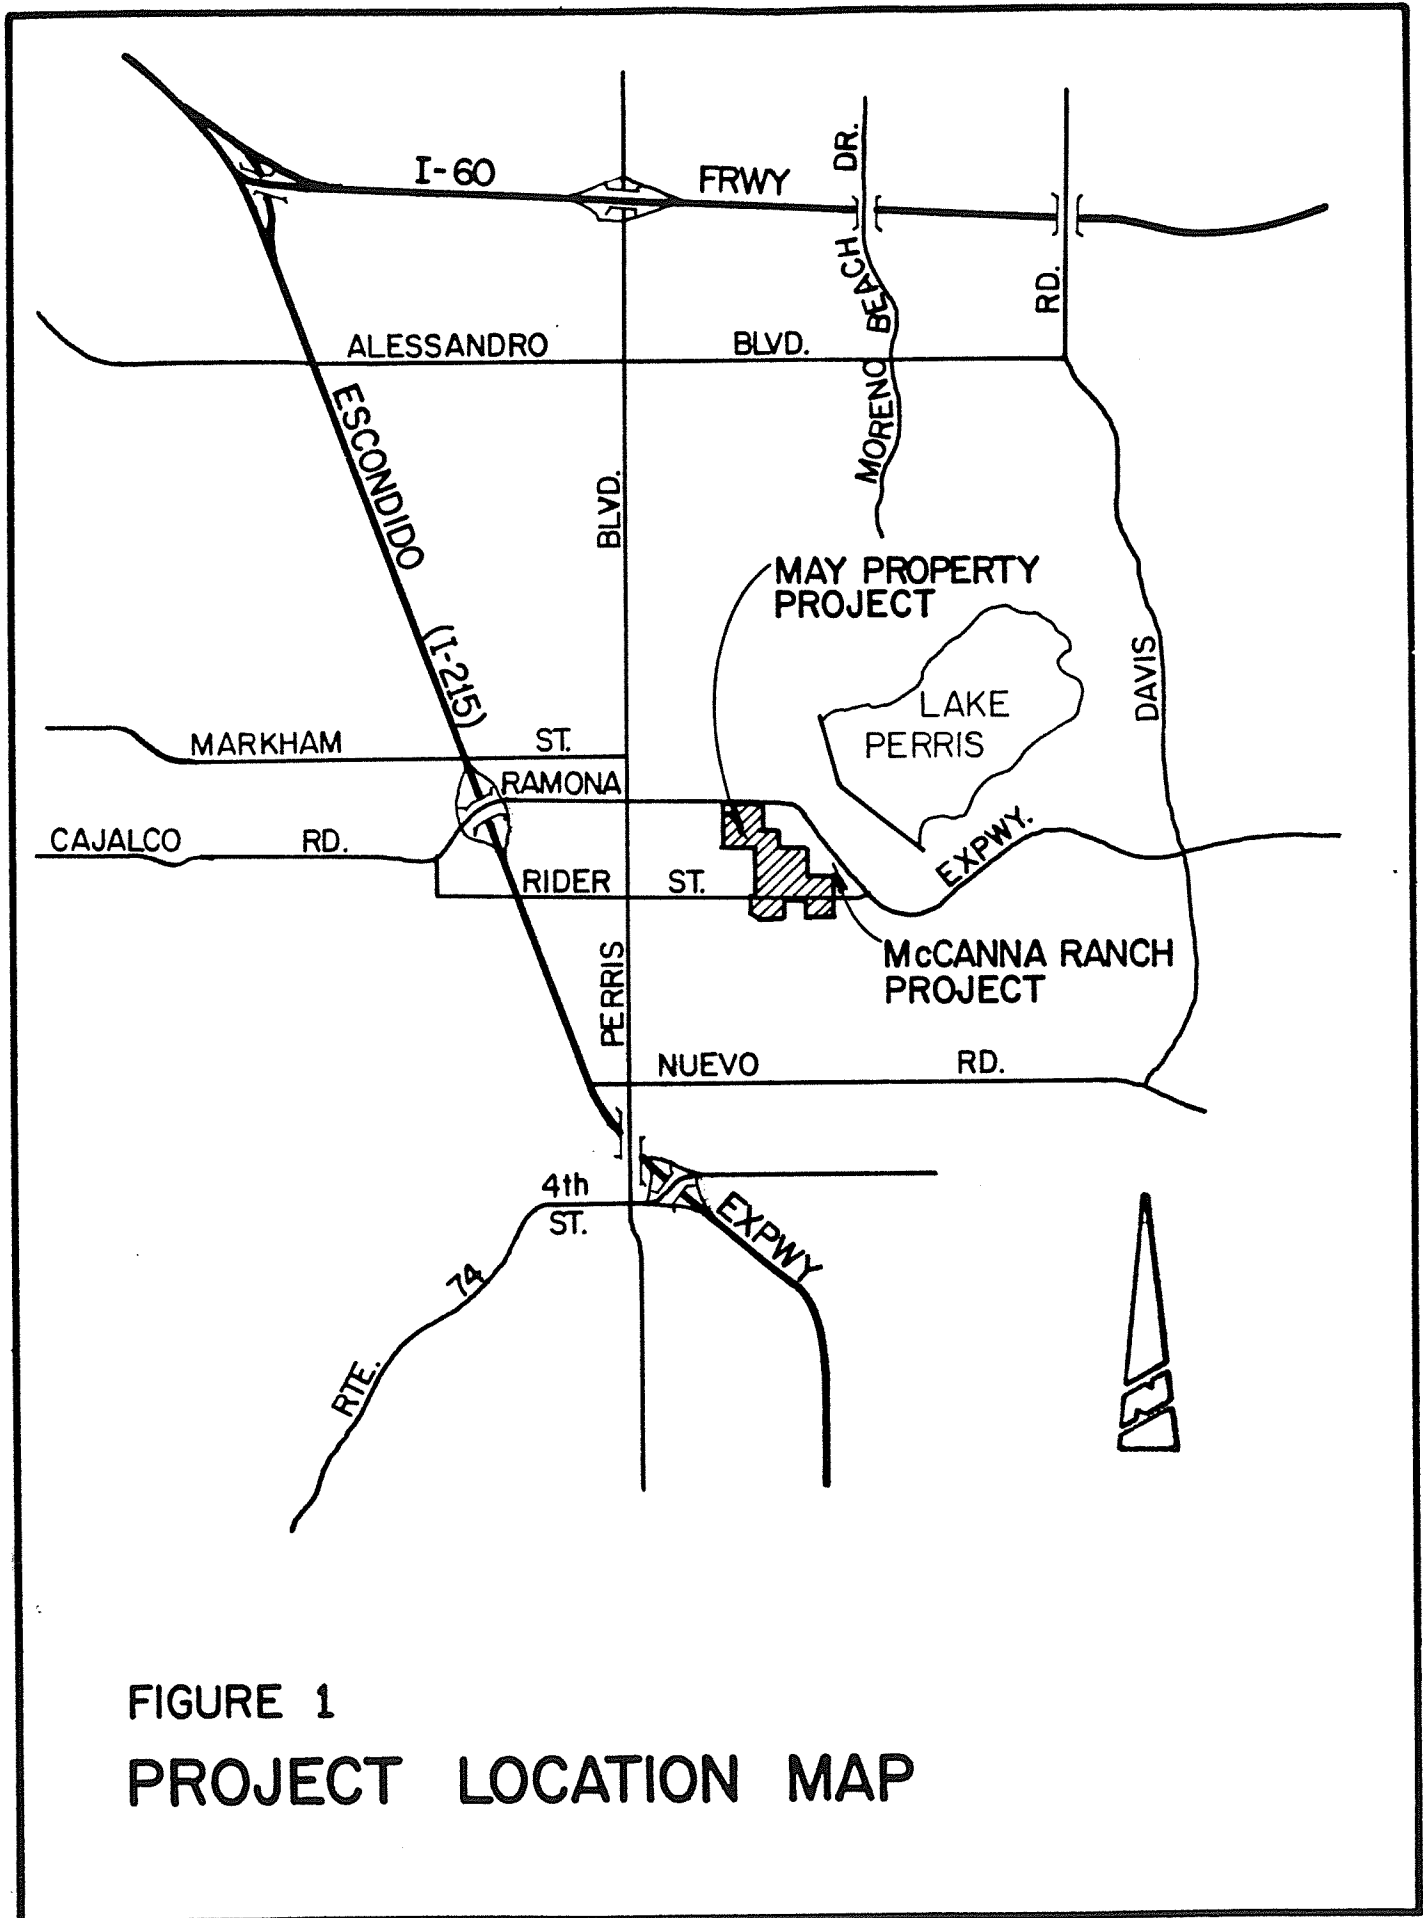 I-60 FRWY
MORENO BEACH DR.
DAVIS RD.
ALESSANDRO BLVD.
ESCONDIDO (I-215) EXPWY
PERRIS BLVD.
MAY PROPERTY
PROJECT
LAKE
PERRIS
MARKHAM ST.
RAMONA EXPWY.
CAJALCO RD.
RIDER ST.
McCANNA RANCH
PROJECT
NUEVO RD.
4th
ST.
RTE. 74
N
FIGURE 1
PROJECT LOCATION MAP